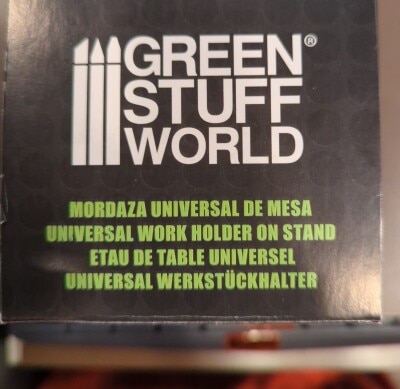 GREEN®
STUFF
WORLD
MORDAZA UNIVERSAL DE MESA
UNIVERSAL WORK HOLDER ON STAND
ETAU DE TABLE UNIVERSEL
UNIVERSAL WERKSTÜCKHALTER